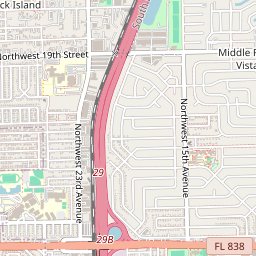 ck Island
South
Northwest 19th Street
Middle R
Vista
Northwest 23rd Avenue
Northwest 15th Avenue
29
29B
FL 838